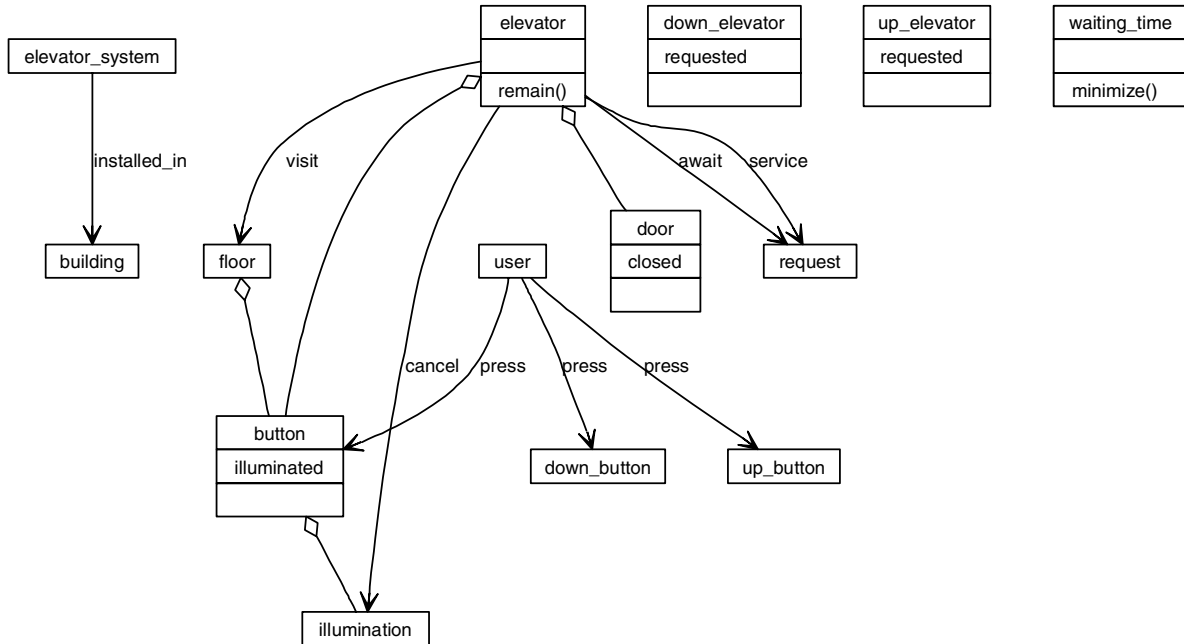 elevator
down_elevator
up_elevator
waiting_time
elevator_system
requested
requested
remain()
minimize()
installed_in
visit
await
service
door
building
floor
user
closed
request
cancel
press
press
press
button
illuminated
down_button
up_button
illumination